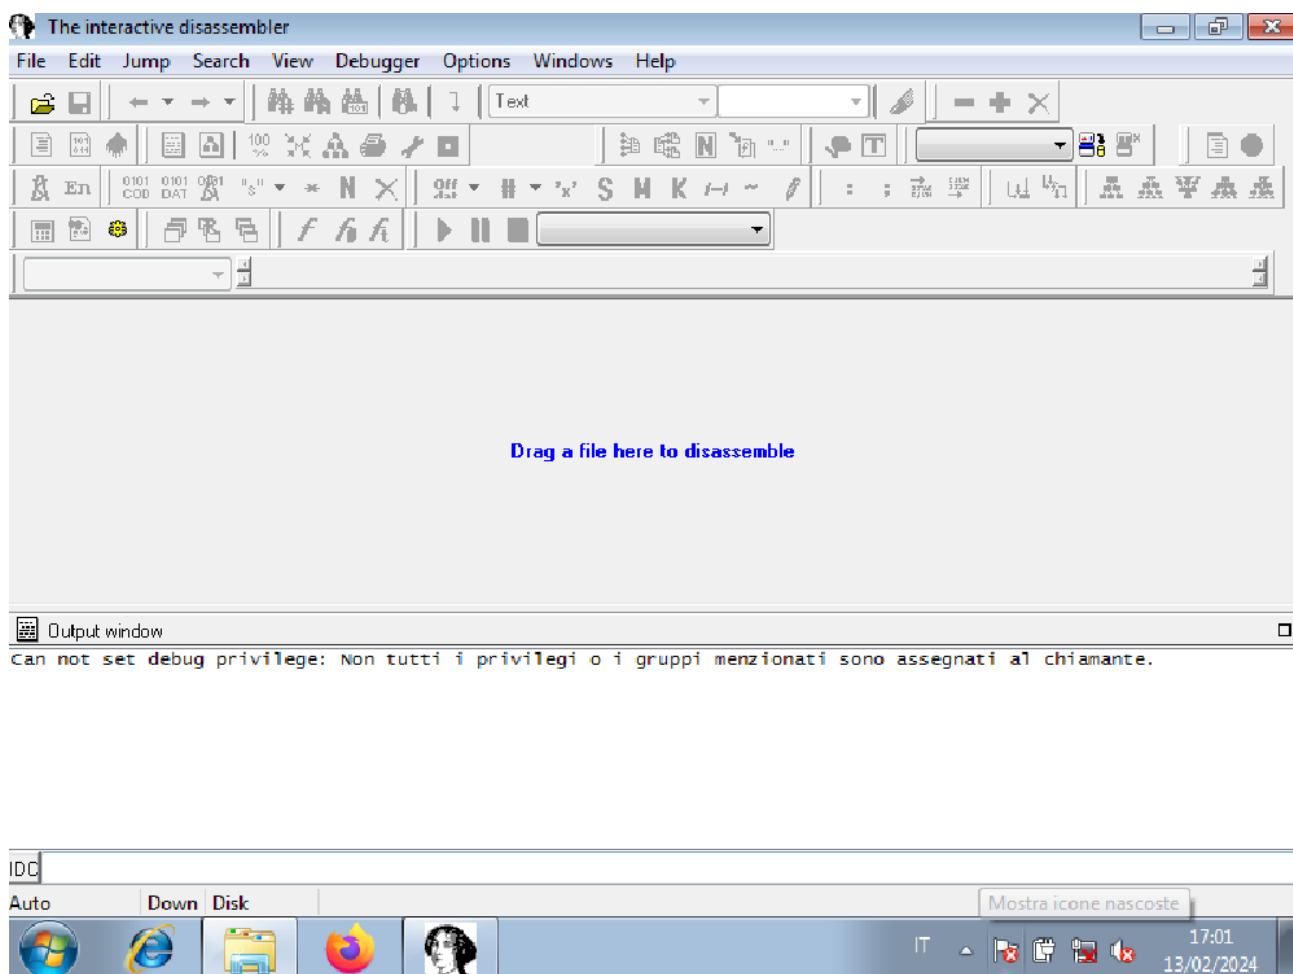 The interactive disassembler
File Edit Jump Search View Debugger Options Windows Help
Text
En
Drag a file here to disassemble
Output window
Can not set debug privilege: Non tutti i privilegi o i gruppi menzionati sono assegnati al chiamante.
IDC
Auto Down Disk
Mostra icone nascoste
IT
17:01
13/02/2024